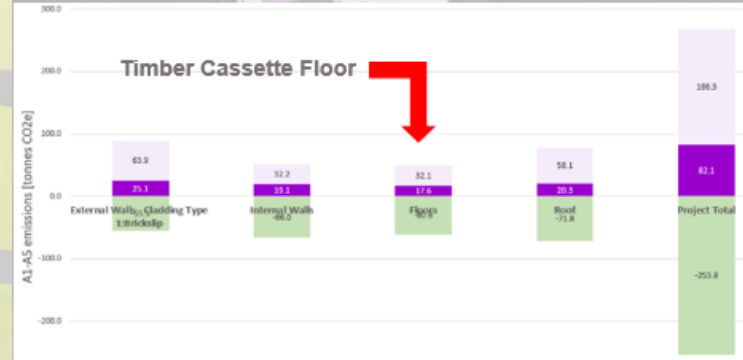 300.0
Timber Cassette Floor
200.0
186.3
100.0
63.9
32.2
32.1
58.1
82.1
25.1
19.1
17.6
20.3
0.0
External Walls, Cladding Type
1:Brickslip
Internal Walls
Floors
Roof
Project Total
-66.0
-71.8
-100.0
-200.0
-253.8
A1-A5 emissions [tonnes CO2e]